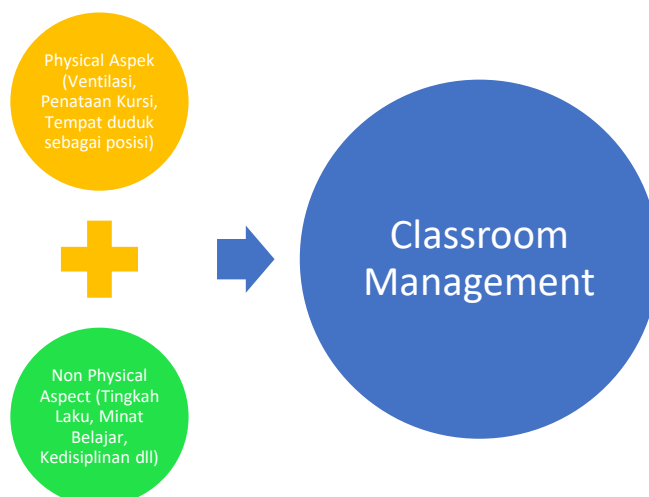 Physical Aspek
(Ventilasi,
Penataan Kursi,
Tempat duduk
sebagai posisi)
Non Physical
Aspect (Tingkah
Laku, Minat
Belajar,
Kedisiplinan dll)
Classroom
Management